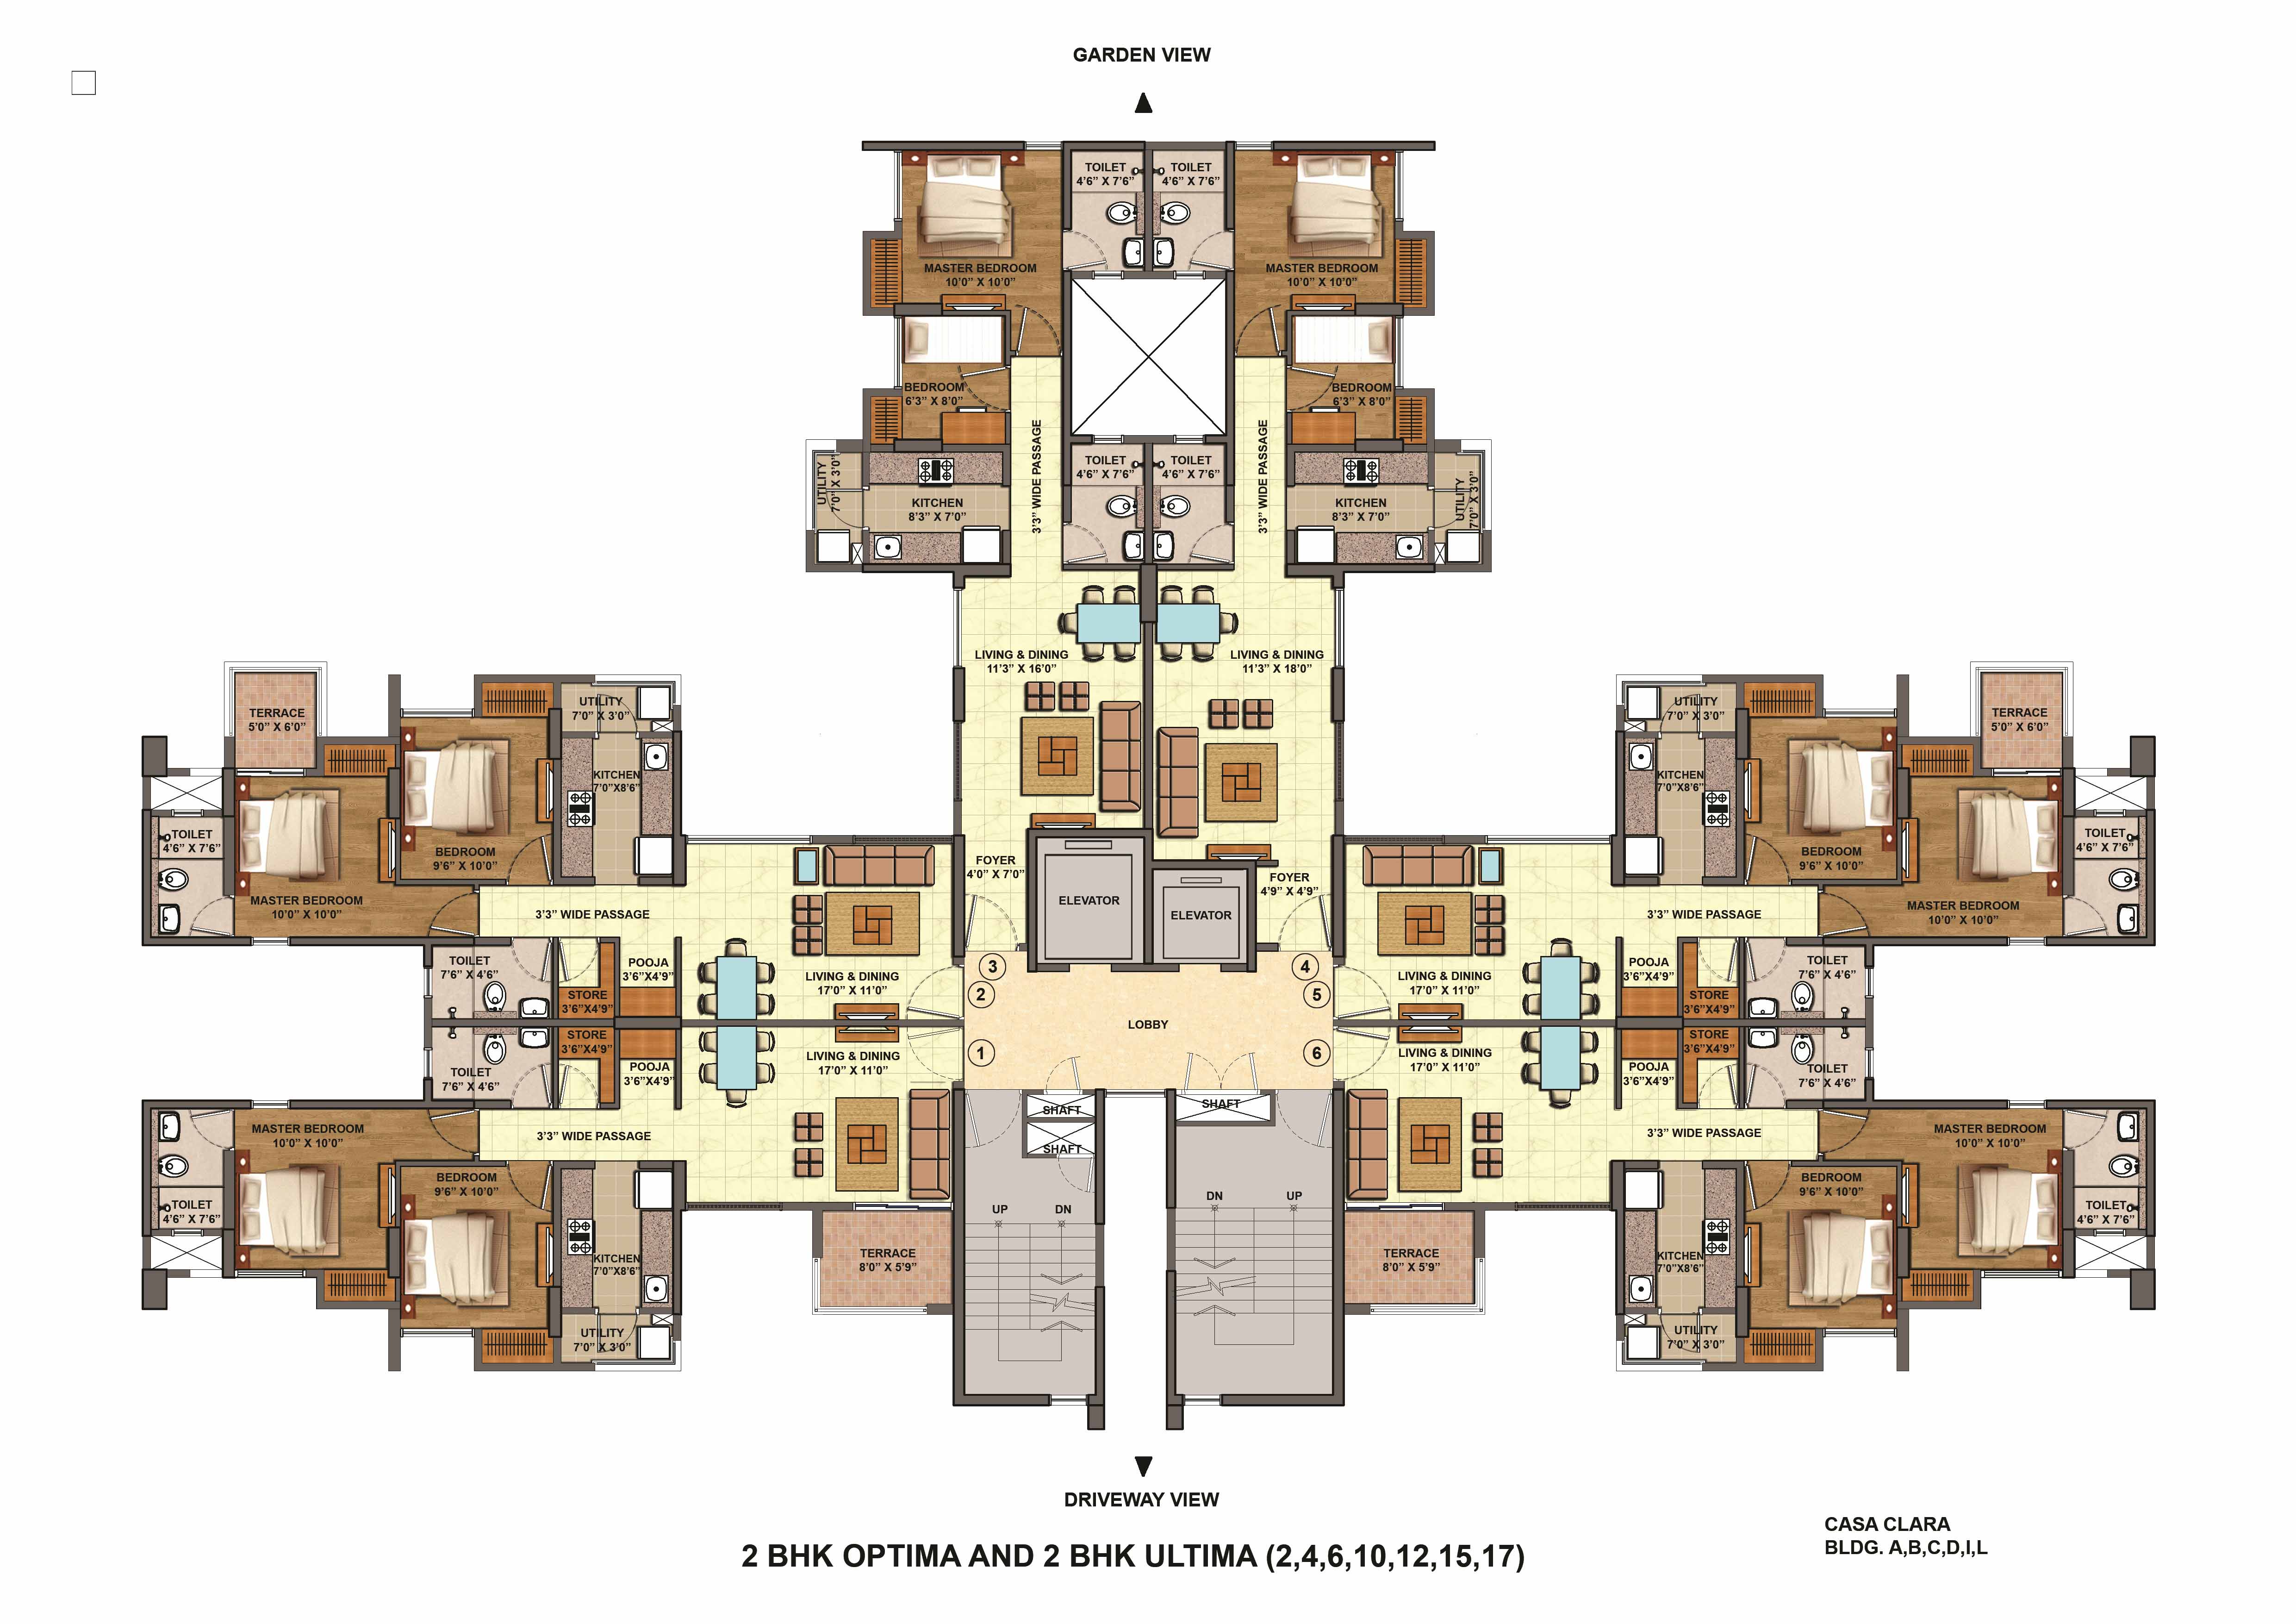 GARDEN VIEW
TOILET
4'6" X 7'6"
TOILET
4'6" X 7'6"
MASTER BEDROOM
10'0" X 10'0"
MASTER BEDROOM
10'0" X 10'0"
BEDROOM
6'3" X 8'0"
BEDROOM
6'3" X 8'0"
3'3" WIDE PASSAGE
3'3" WIDE PASSAGE
UTILITY
7'0" X 3'0"
TOILET
4'6" X 7'6"
TOILET
4'6" X 7'6"
UTILITY
7'0" X 3'0"
KITCHEN
8'3" X 7'0"
KITCHEN
8'3" X 7'0"
LIVING & DINING
11'3" X 16'0"
LIVING & DINING
11'3" X 18'0"
TERRACE
5'0" X 6'0"
UTILITY
7'0" X 3'0"
UTILITY
7'0" X 3'0"
TERRACE
5'0" X 6'0"
KITCHEN
7'0"X8'6"
KITCHEN
7'0"X8'6"
TOILET
4'6" X 7'6"
BEDROOM
9'6" X 10'0"
FOYER
4'0" X 7'0"
FOYER
4'9" X 4'9"
BEDROOM
9'6" X 10'0"
TOILET
4'6" X 7'6"
MASTER BEDROOM
10'0" X 10'0"
3'3" WIDE PASSAGE
ELEVATOR
ELEVATOR
3'3" WIDE PASSAGE
MASTER BEDROOM
10'0" X 10'0"
TOILET
7'6" X 4'6"
STORE
3'6"X4'9"
POOJA
3'6"X4'9"
LIVING & DINING
17'0" X 11'0"
3
2
4
5
LIVING & DINING
17'0" X 11'0"
POOJA
3'6"X4'9"
STORE
3'6"X4'9"
TOILET
7'6" X 4'6"
LOBBY
TOILET
7'6" X 4'6"
STORE
3'6"X4'9"
POOJA
3'6"X4'9"
LIVING & DINING
17'0" X 11'0"
1
6
LIVING & DINING
17'0" X 11'0"
POOJA
3'6"X4'9"
STORE
3'6"X4'9"
TOILET
7'6" X 4'6"
MASTER BEDROOM
10'0" X 10'0"
3'3" WIDE PASSAGE
SHAFT
SHAFT
SHAFT
3'3" WIDE PASSAGE
MASTER BEDROOM
10'0" X 10'0"
TOILET
4'6" X 7'6"
BEDROOM
9'6" X 10'0"
UP
DN
DN
UP
BEDROOM
9'6" X 10'0"
TOILET
4'6" X 7'6"
KITCHEN
7'0"X8'6"
TERRACE
8'0" X 5'9"
TERRACE
8'0" X 5'9"
KITCHEN
7'0"X8'6"
UTILITY
7'0" X 3'0"
UTILITY
7'0" X 3'0"
DRIVEWAY VIEW
2 BHK OPTIMA AND 2 BHK ULTIMA (2,4,6,10,12,15,17)
CASA CLARA
BLDG. A,B,C,D,I,L